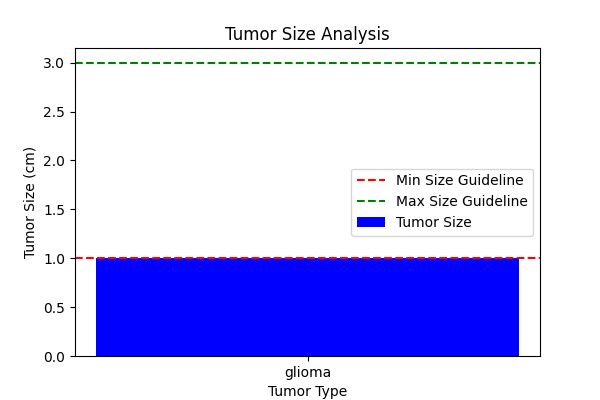 Tumor Size Analysis
Tumor Size (cm)
3.0
2.5
2.0
1.5
1.0
0.5
0.0
Min Size Guideline
Max Size Guideline
Tumor Size
glioma
Tumor Type